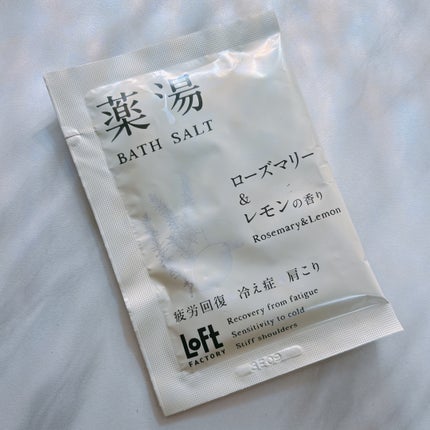 薬湯
BATH SALT
ローズマリー
&
レモンの香り
Rosemary&Lemon
疲労回復 冷え症 肩こり
Recovery from fatigue
Sensitivity to cold
Stiff shoulders
LoFt
FACTORY